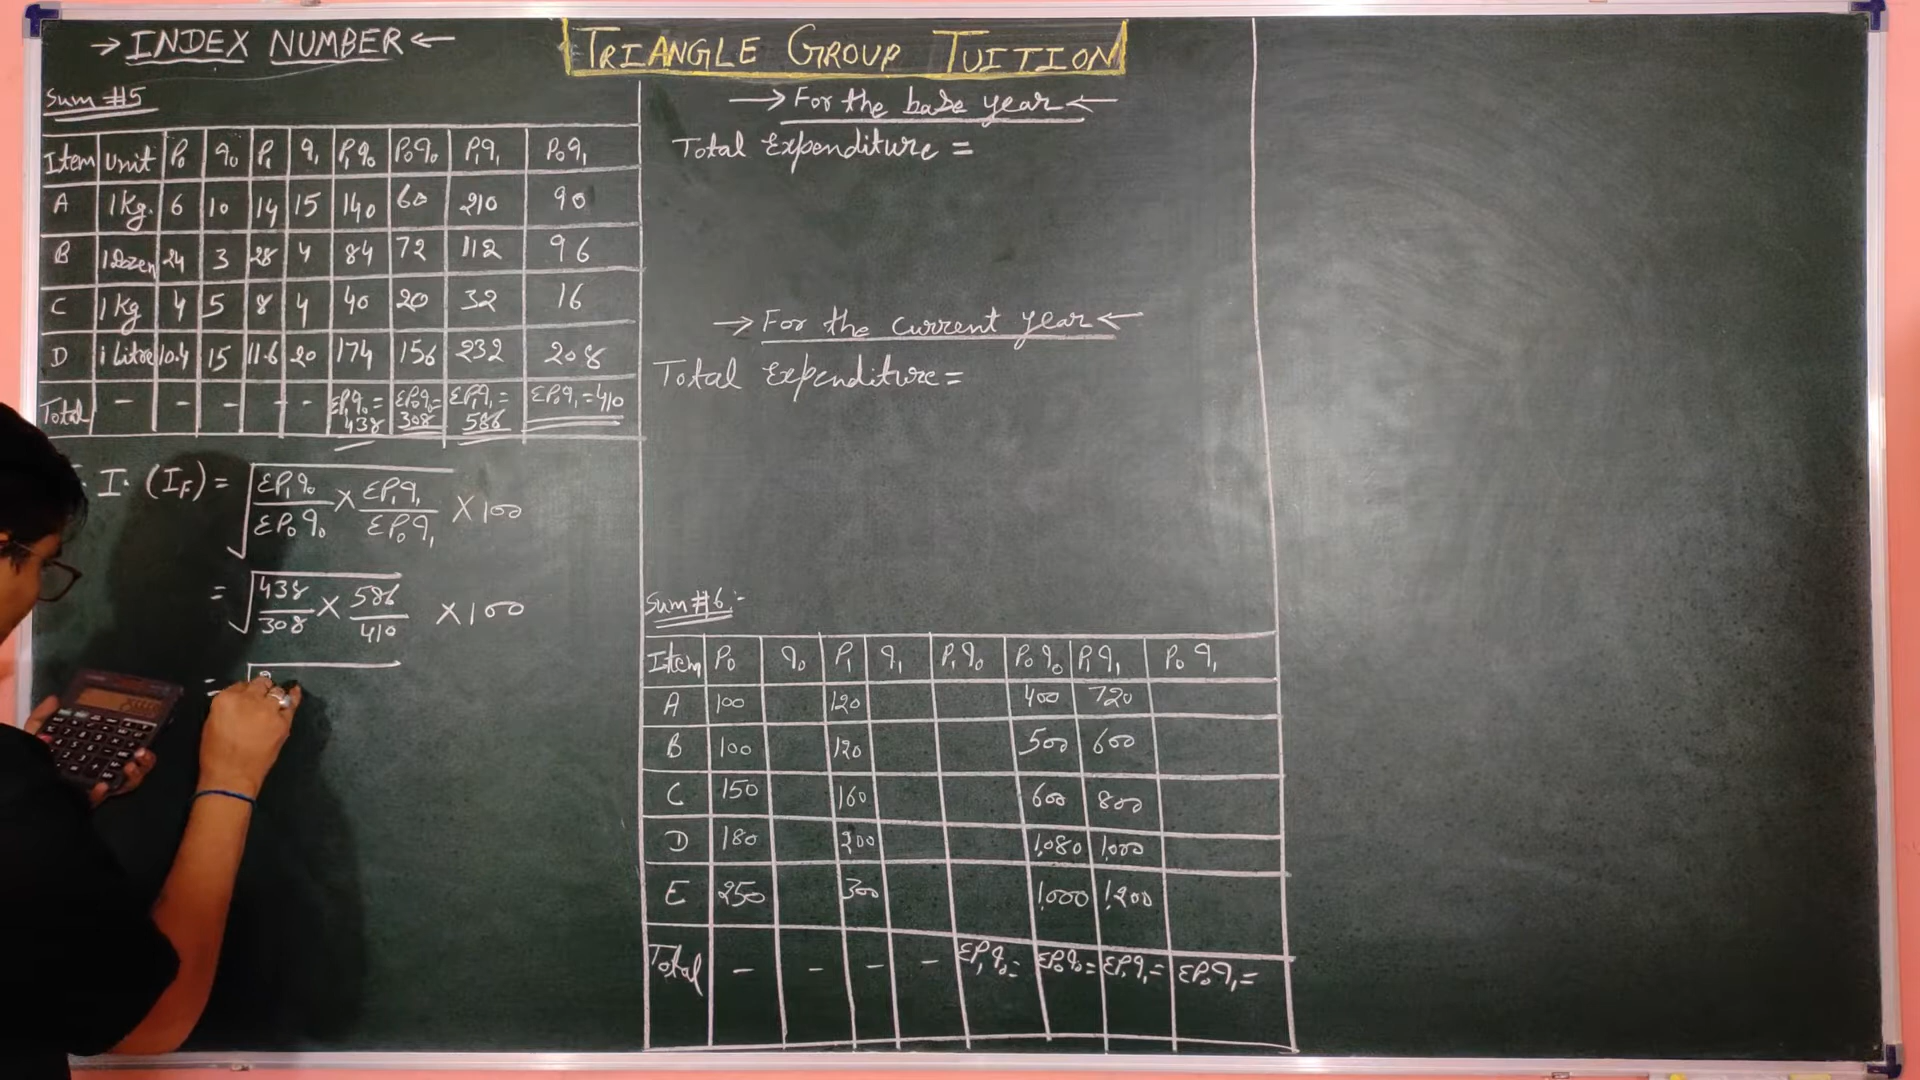 → INDEX NUMBER ←
TRIANGLE GROUP TUITION
Sum #5
Item Unit P₀ q₀ P₁ q₁ P₁q₀ P₀q₀ P₁q₁ P₀q₁
A 1Kg. 6 10 14 15 140 60 210 90
B 1 Dozen 24 3 28 4 84 72 112 96
C 1Kg 4 5 8 4 40 20 32 16
D 1 Litre 10.4 15 11.6 20 174 156 232 208
Total - - - - - ΣP₁q₀= 438 ΣP₀q₀= 308 ΣP₁q₁= 586 ΣP₀q₁=410
I. (I_F) = √(ΣP₁q₀/ΣP₀q₀ × ΣP₁q₁/ΣP₀q₁) × 100
= √(438/308 × 586/410) × 100
=
→ For the base year ←
Total Expenditure =
→ For the current year ←
Total Expenditure =
Sum #6:-
Item P₀ q₀ P₁ q₁ P₁q₀ P₀q₀ P₁q₁ P₀q₁
A 100 120 400 720
B 100 120 500 600
C 150 160 600 800
D 180 200 1,080 1,000
E 250 300 1,000 1,200
Total - - - - ΣP₁q₀= ΣP₀q₀= ΣP₁q₁= ΣP₀q₁=